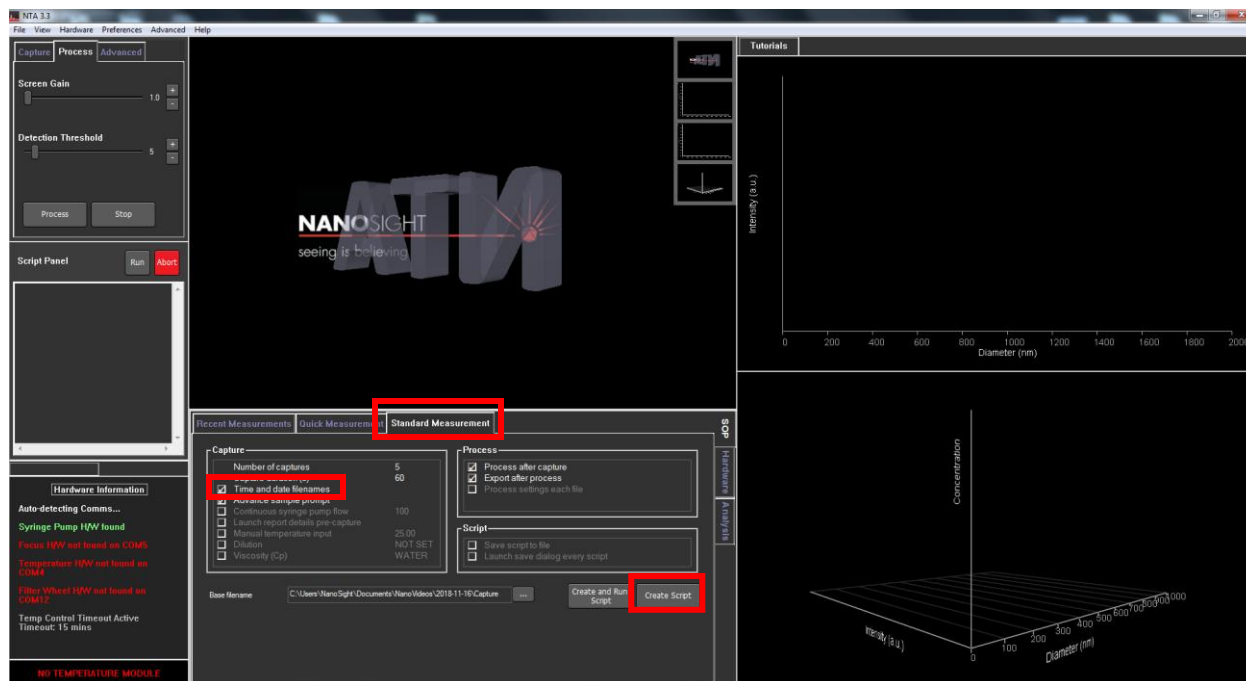 NTA 3.3
File View Hardware Preferences Advanced Help
Capture Process Advanced
Screen Gain
1.0
+
-
Detection Threshold
5
+
-
Process Stop
Script Panel Run Abort
Hardware Information
Auto-detecting Comms...
Syringe Pump H/W found
Focus H/W not found on COM5
Temperature H/W not found on
COM4
Filter Wheel H/W not found on
COM12
Temp Control Timeout Active
Timeout: 15 mins
NO TEMPERATURE MODULE
NTA
NANOSIGHT
seeing is believing
Recent Measurements Quick Measurement Standard Measurement
Capture
Number of captures 5
60
Time and date filenames
Advance sample prompt
Continuous syringe pump flow 100
Launch report details pre-capture
Manual temperature input 25.00
Dilution NOT SET
Viscosity (Cp) WATER
Process
Process after capture
Export after process
Process settings each file
Script
Save script to file
Launch save dialog every script
Base filename C:\Users\NanoSight\Documents\NanoVideos\2018-11-16\Capture ...
Create and Run
Script
Create Script
SOP
Hardware
Analysis
Tutorials
Intensity (a.u.)
0 200 400 600 800 1000 1200 1400 1600 1800 2000
Diameter (nm)
Concentration
Intensity (a.u.)
0 100 200 300 400 500 600 700 800 900 1000
Diameter (nm)